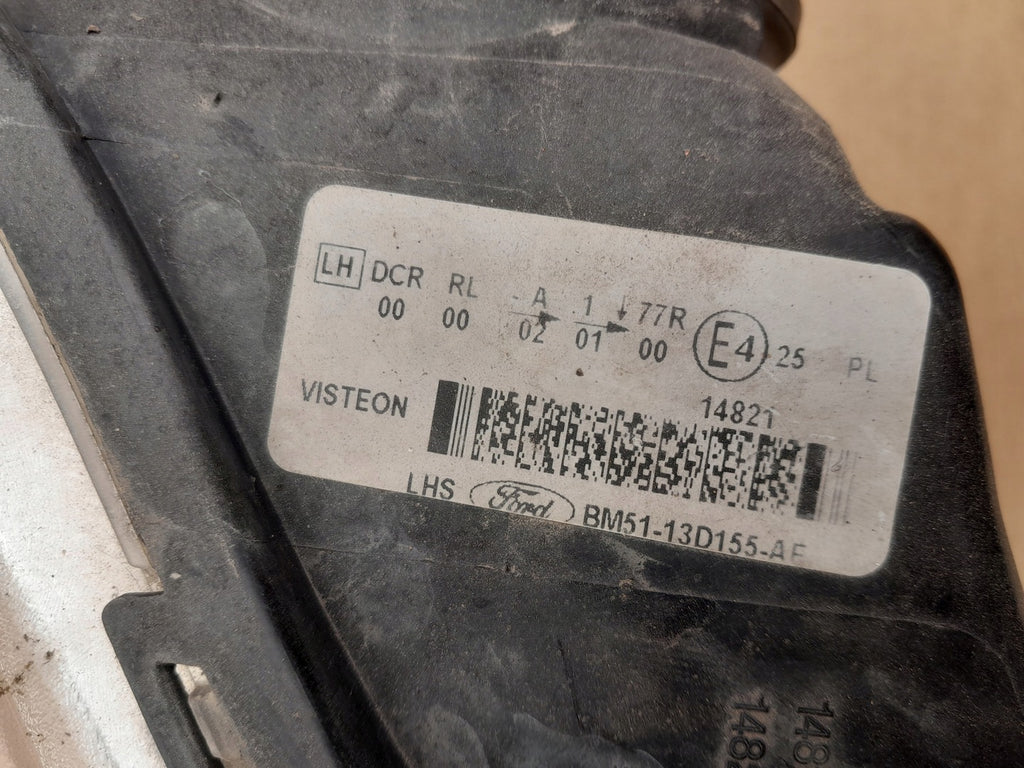 LH DCR RL A 1 77R E4 25 PL
00 00 02 01 00
14821
VISTEON
LHS Ford BM51-13D155-